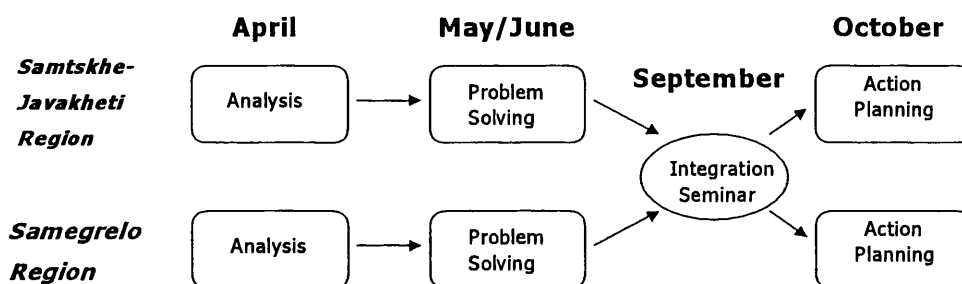 April
May/June
October
September
Samtskhe-
Javakheti
Region
Analysis
Problem
Solving
Integration
Seminar
Action
Planning
Samegrelo
Region
Analysis
Problem
Solving
Action
Planning